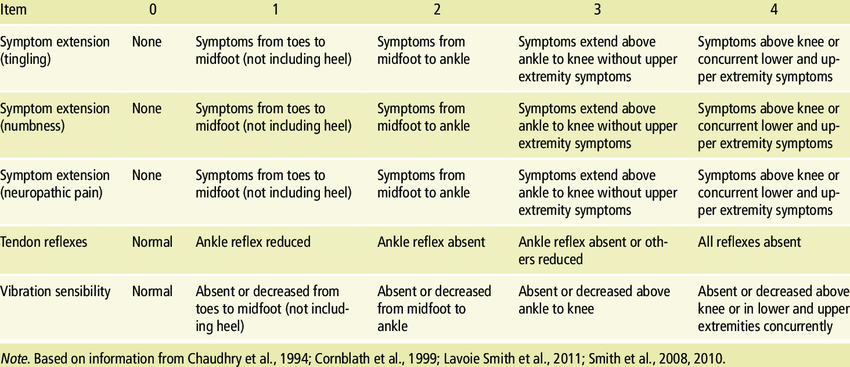 Item 0 1 2 3 4
Symptom extension (tingling) None Symptoms from toes to midfoot (not including heel) Symptoms from midfoot to ankle Symptoms extend above ankle to knee without upper extremity symptoms Symptoms above knee or concurrent lower and up-per extremity symptoms
Symptom extension (numbness) None Symptoms from toes to midfoot (not including heel) Symptoms from midfoot to ankle Symptoms extend above ankle to knee without upper extremity symptoms Symptoms above knee or concurrent lower and up-per extremity symptoms
Symptom extension (neuropathic pain) None Symptoms from toes to midfoot (not including heel) Symptoms from midfoot to ankle Symptoms extend above ankle to knee without upper extremity symptoms Symptoms above knee or concurrent lower and up-per extremity symptoms
Tendon reflexes Normal Ankle reflex reduced Ankle reflex absent Ankle reflex absent or oth-ers reduced All reflexes absent
Vibration sensibility Normal Absent or decreased from toes to midfoot (not includ-ing heel) Absent or decreased from midfoot to ankle Absent or decreased above ankle to knee Absent or decreased above knee or in lower and upper extremities concurrently
Note. Based on information from Chaudhry et al., 1994; Cornblath et al., 1999; Lavoie Smith et al., 2011; Smith et al., 2008, 2010.